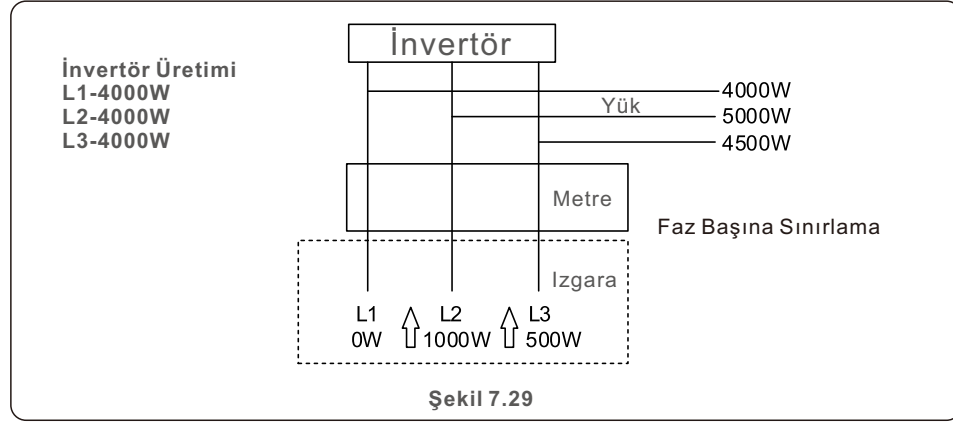 İnvertör
İnvertör Üretimi
L1-4000W
L2-4000W
L3-4000W
4000W
Yük
5000W
4500W
Metre
Faz Başına Sınırlama
Izgara
L1 L2 L3
0W 1000W 500W
Şekil 7.29